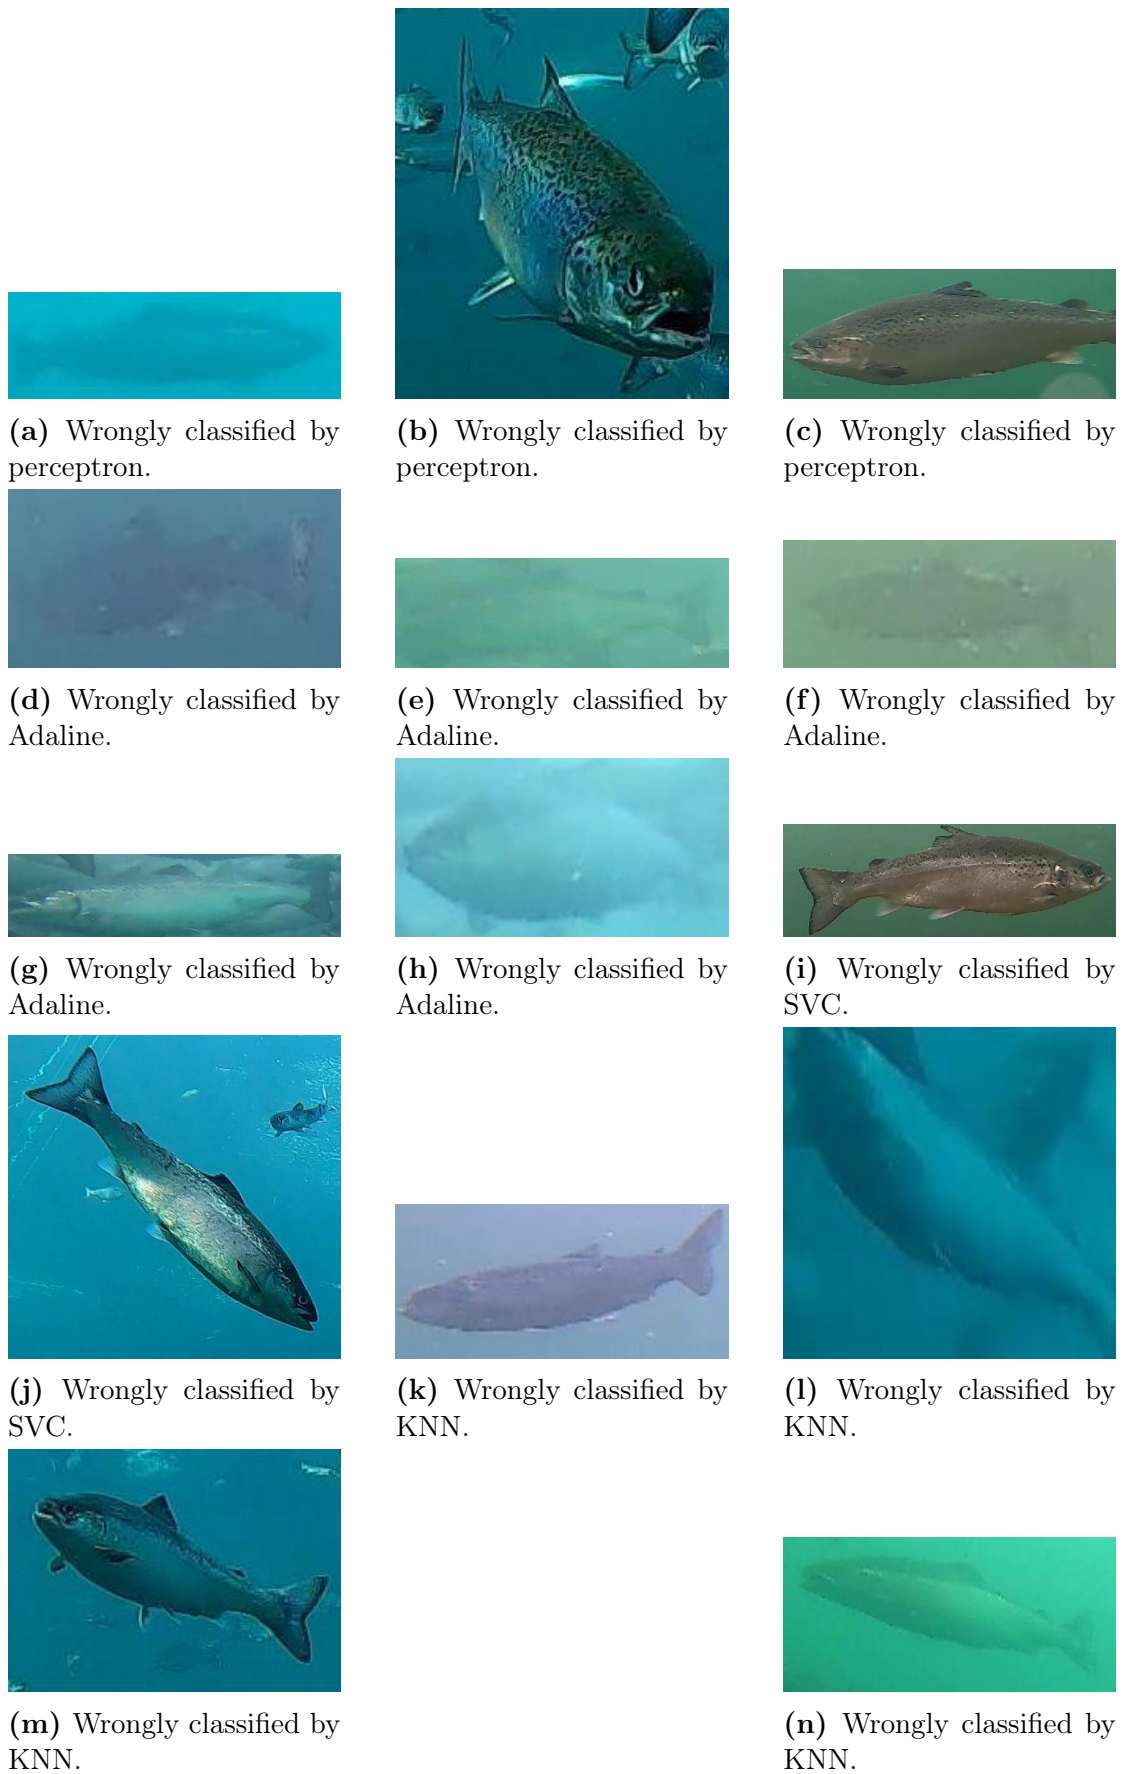 (a) Wrongly classified by
perceptron.
(b) Wrongly classified by
perceptron.
(c) Wrongly classified by
perceptron.
(d) Wrongly classified by
Adaline.
(e) Wrongly classified by
Adaline.
(f) Wrongly classified by
Adaline.
(g) Wrongly classified by
Adaline.
(h) Wrongly classified by
Adaline.
(i) Wrongly classified by
SVC.
(j) Wrongly classified by
SVC.
(k) Wrongly classified by
KNN.
(l) Wrongly classified by
KNN.
(m) Wrongly classified by
KNN.
(n) Wrongly classified by
KNN.